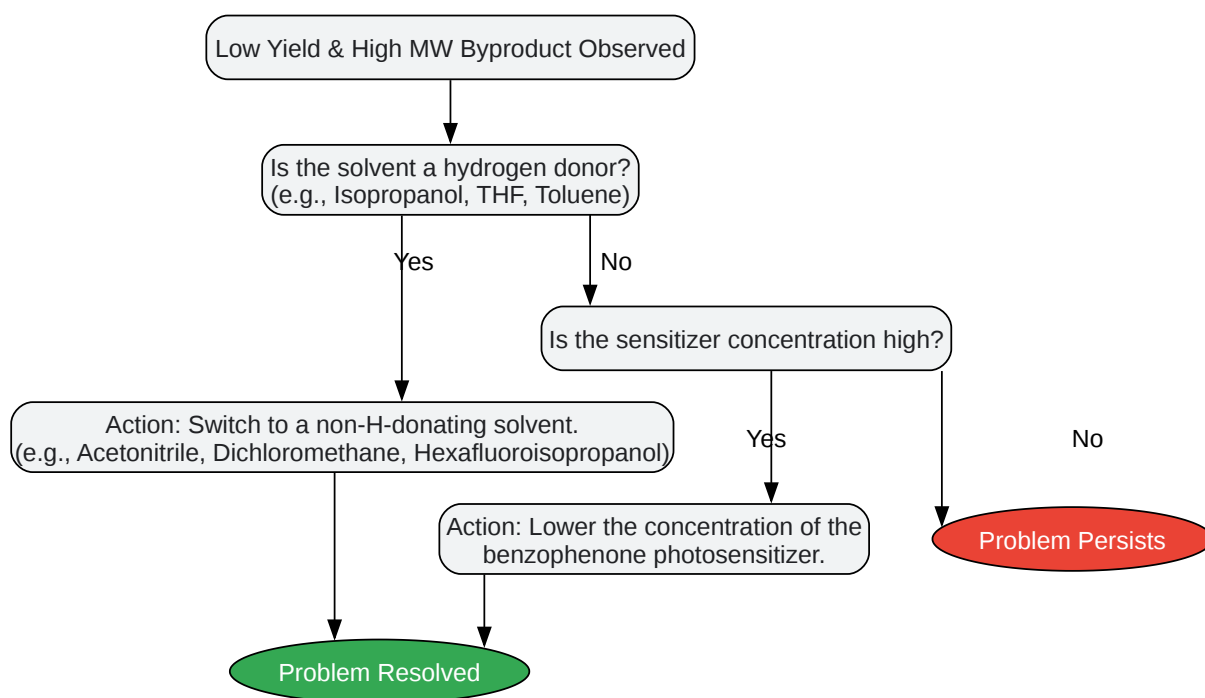 Low Yield & High MW Byproduct Observed
Is the solvent a hydrogen donor?
(e.g., Isopropanol, THF, Toluene)
Yes
No
Is the sensitizer concentration high?
Action: Switch to a non-H-donating solvent.
(e.g., Acetonitrile, Dichloromethane, Hexafluoroisopropanol)
Yes
No
Action: Lower the concentration of the
benzophenone photosensitizer.
Problem Persists
Problem Resolved